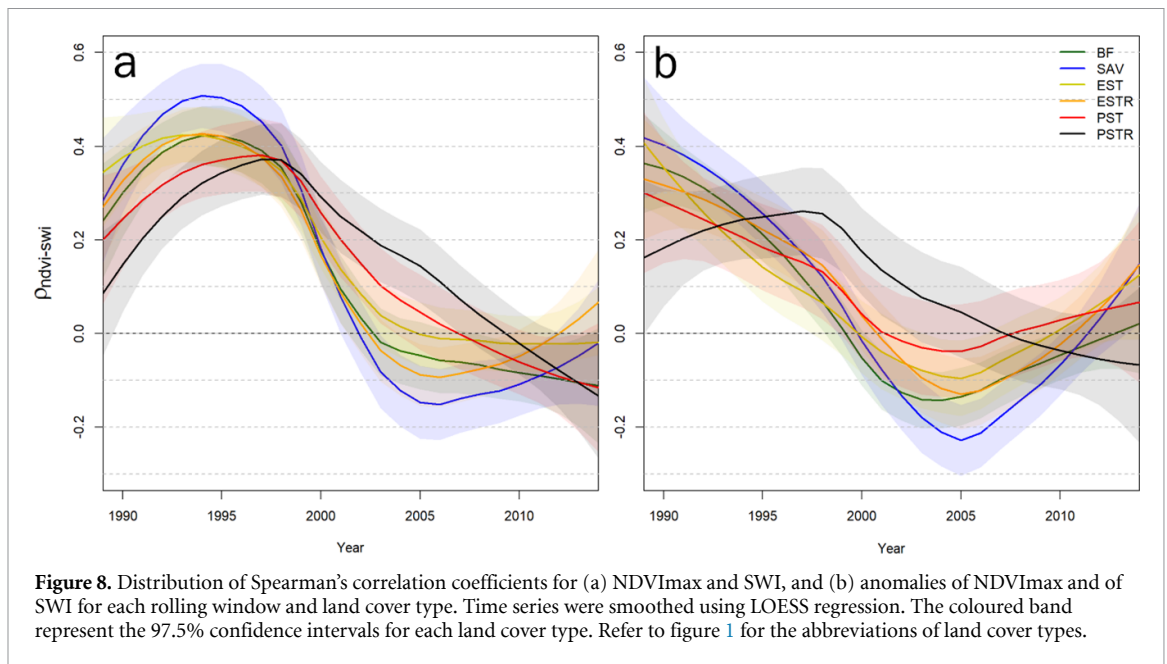 a
b
BF
SAV
EST
ESTR
PST
PSTR
ρndvi-swi
0.6
0.4
0.2
0.0
-0.2
0.6
0.4
0.2
0.0
-0.2
1990 1995 2000 2005 2010
1990 1995 2000 2005 2010
Year
Year
Figure 8. Distribution of Spearman's correlation coefficients for (a) NDVImax and SWI, and (b) anomalies of NDVImax and of
SWI for each rolling window and land cover type. Time series were smoothed using LOESS regression. The coloured band
represent the 97.5% confidence intervals for each land cover type. Refer to figure 1 for the abbreviations of land cover types.